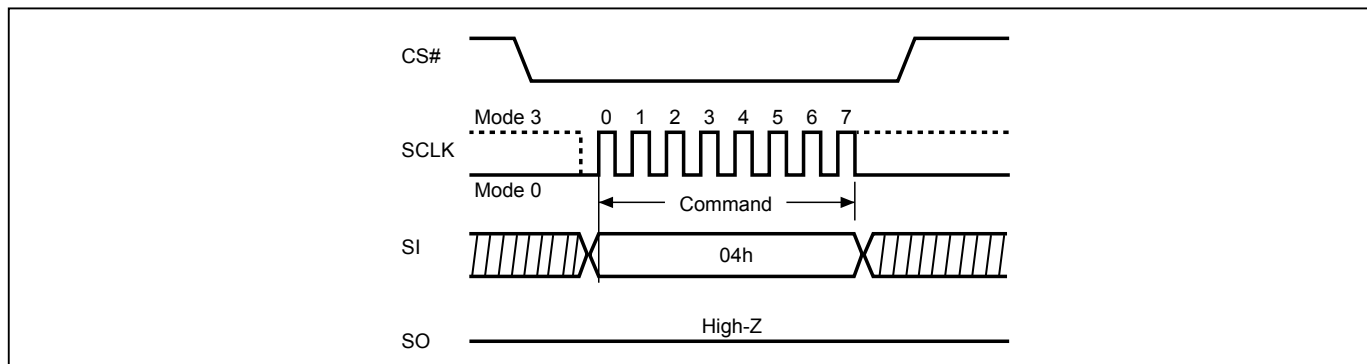 CS#
Mode 3 0 1 2 3 4 5 6 7
SCLK
Mode 0
Command
SI 04h
High-Z
SO